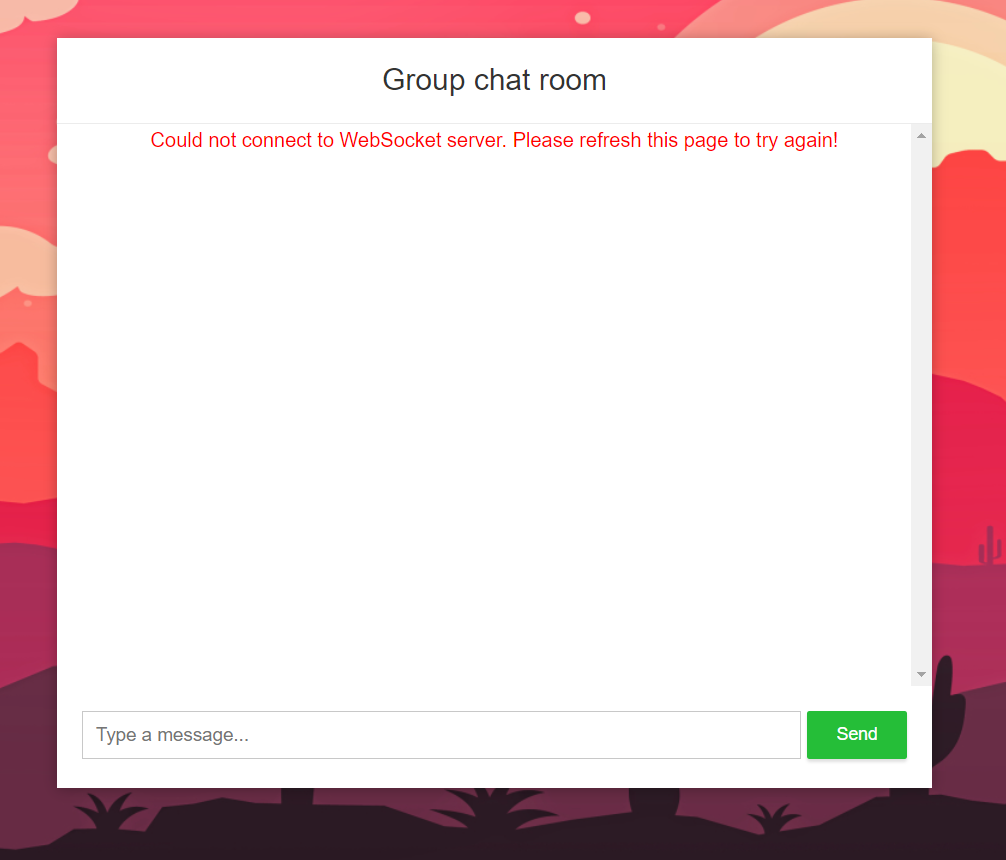 Group chat room
Could not connect to WebSocket server. Please refresh this page to try again!
Type a message...
Send